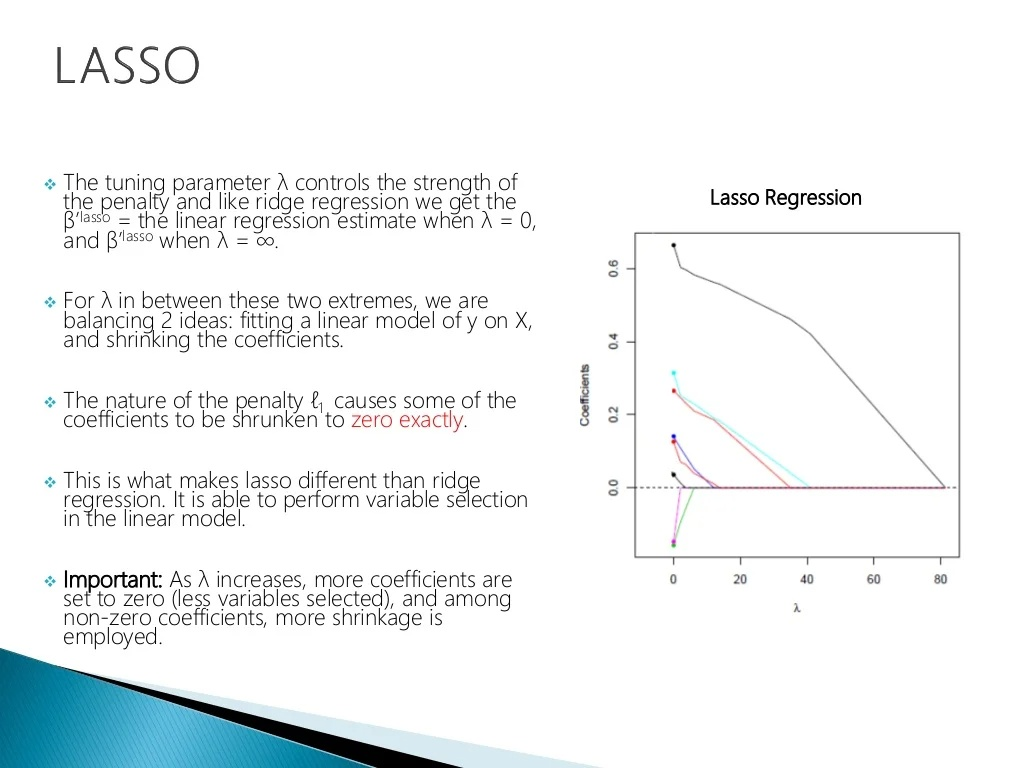 LASSO
The tuning parameter λ controls the strength of
the penalty and like ridge regression we get the
β’lasso = the linear regression estimate when λ = 0,
and β’lasso when λ = ∞.
For λ in between these two extremes, we are
balancing 2 ideas: fitting a linear model of y on X,
and shrinking the coefficients.
The nature of the penalty ℓ1 causes some of the
coefficients to be shrunken to zero exactly.
This is what makes lasso different than ridge
regression. It is able to perform variable selection
in the linear model.
Important: As λ increases, more coefficients are
set to zero (less variables selected), and among
non-zero coefficients, more shrinkage is
employed.
Lasso Regression
Coefficients
0.6
0.4
0.2
0.0
0 20 40 60 80
λ